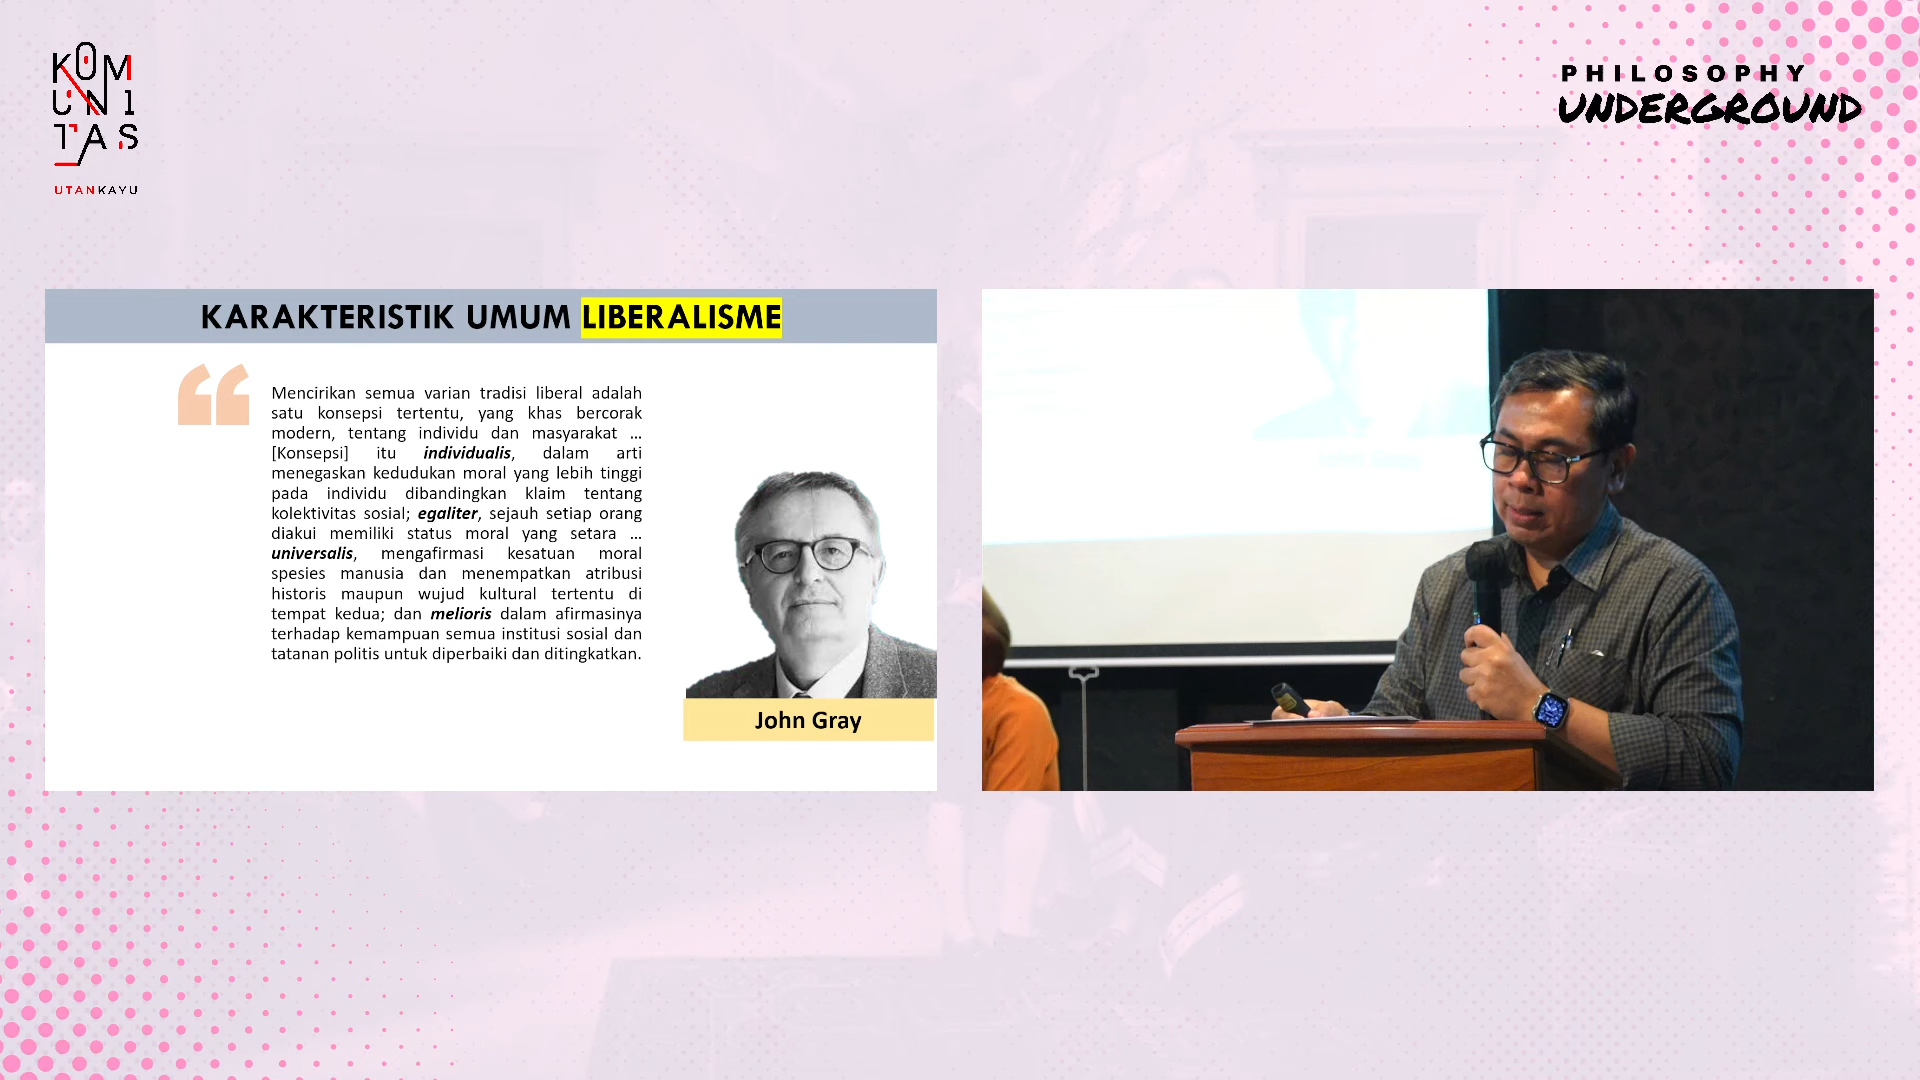 KOM
UNI
TAS
UTANKAYU
PHILOSOPHY
UNDERGROUND
KARAKTERISTIK UMUM LIBERALISME
Mencirikan semua varian tradisi liberal adalah
satu konsepsi tertentu, yang khas bercorak
modern, tentang individu dan masyarakat ...
[Konsepsi] itu individualis, dalam arti
menegaskan kedudukan moral yang lebih tinggi
pada individu dibandingkan klaim tentang
kolektivitas sosial; egaliter, sejauh setiap orang
diakui memiliki status moral yang setara ...
universalis, mengafirmasi kesatuan moral
spesies manusia dan menempatkan atribusi
historis maupun wujud kultural tertentu di
tempat kedua; dan melioris dalam afirmasinya
terhadap kemampuan semua institusi sosial dan
tatanan politis untuk diperbaiki dan ditingkatkan.
John Gray